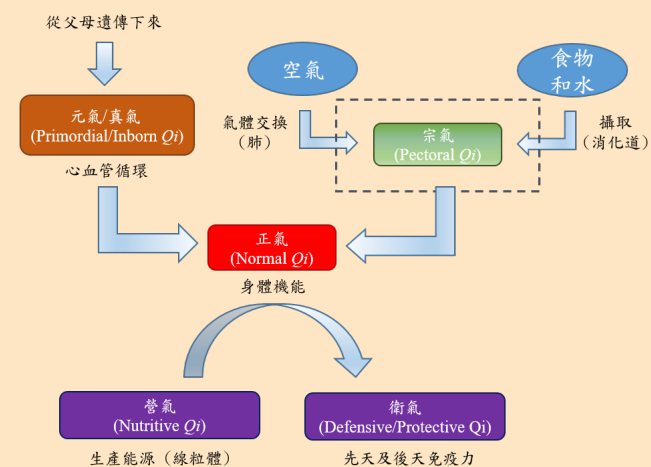 從父母遺傳下來
空氣
食物
和水
元氣/真氣
(Primordial/Inborn Qi)
氣體交換
（肺）
宗氣
(Pectoral Qi)
攝取
（消化道）
心血管循環
正氣
(Normal Qi)
身體機能
營氣
(Nutritive Qi)
衛氣
(Defensive/Protective Qi)
生產能源（線粒體）
先天及後天免疫力